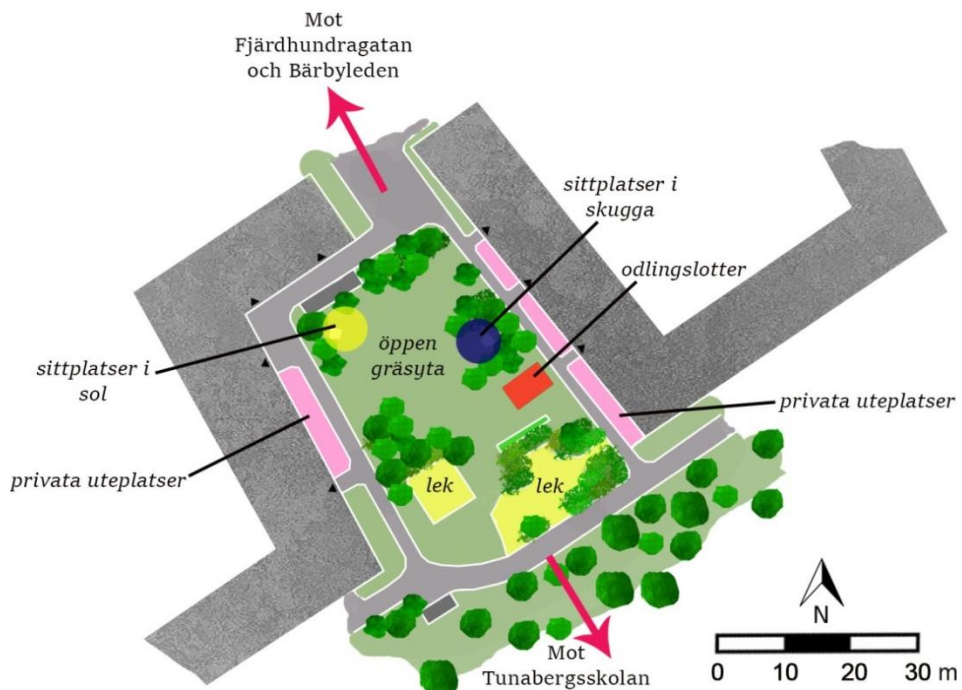 Mot
Fjärdhundragatan
och Bärbyleden
sittplatser i
skugga
odlingslotter
öppen
gräsyta
sittplatser i
sol
privata uteplatser
privata uteplatser
lek
lek
N
0 10 20 30 m
Mot
Tunabergsskolan